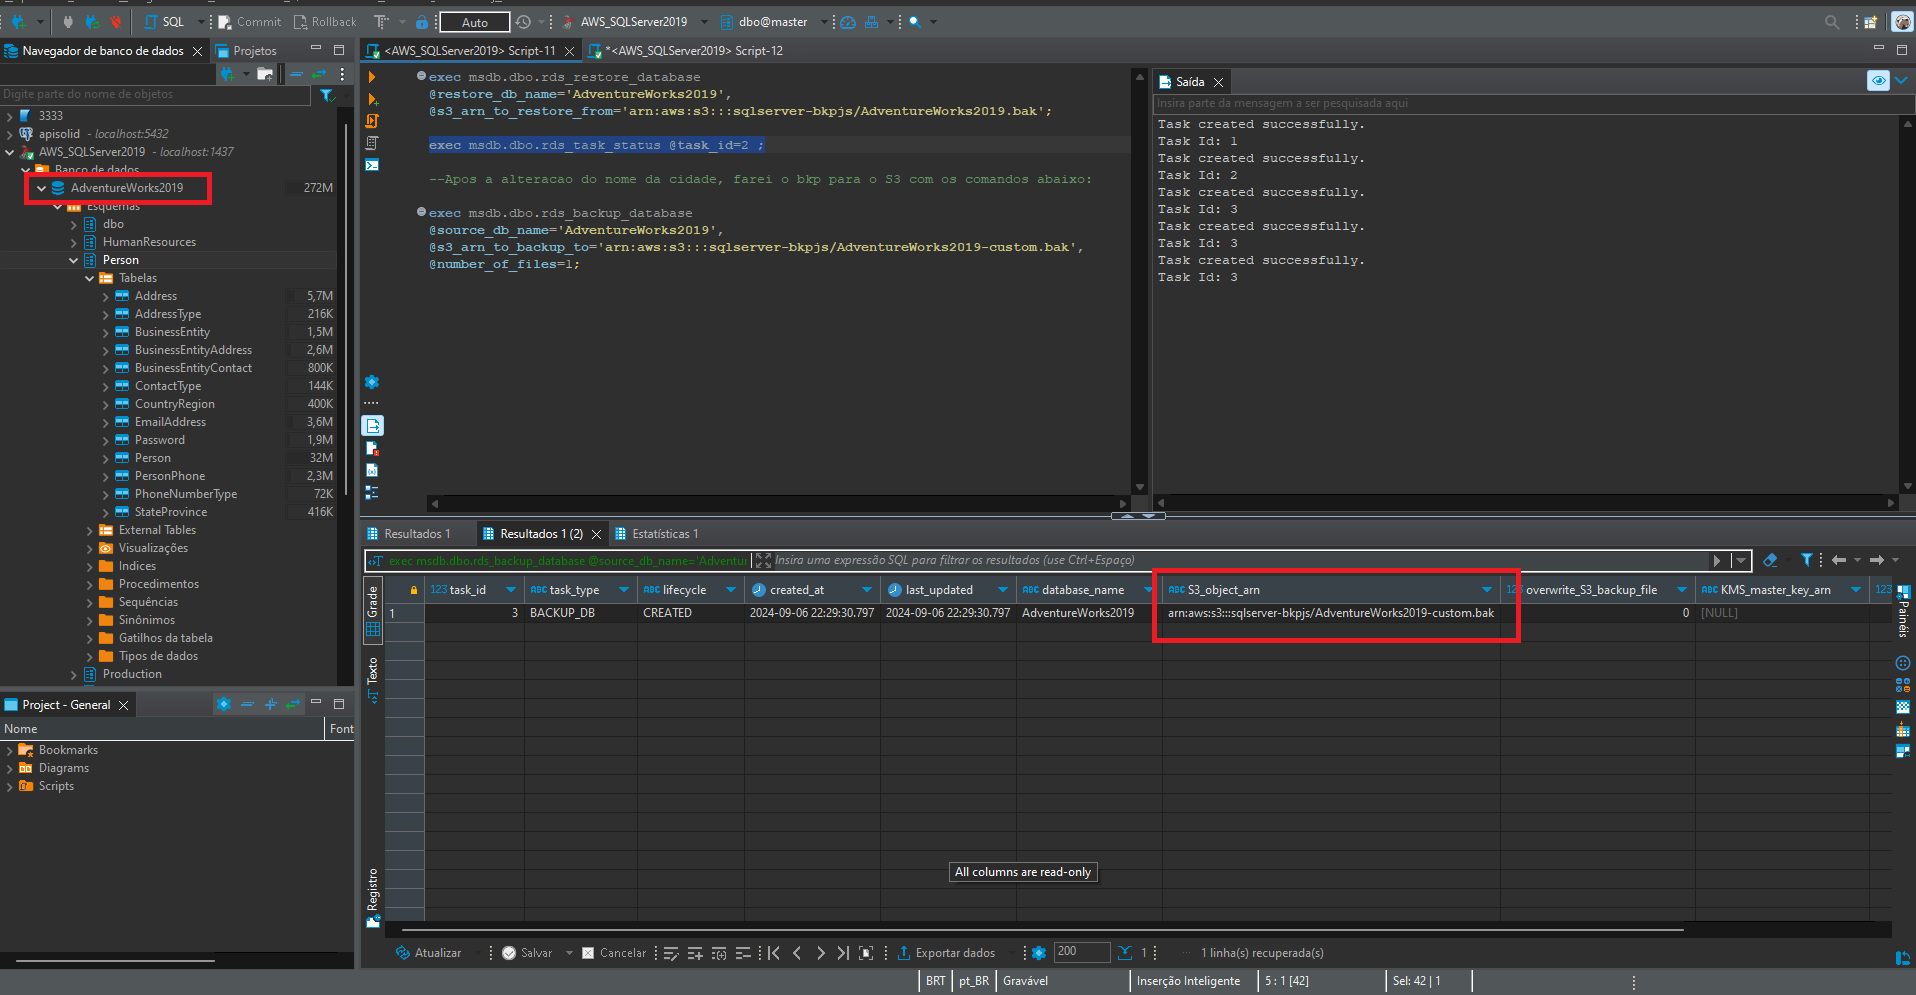 SQL Commit Rollback Auto AWS_SQLServer2019 dbo@master
Navegador de banco de dados Projetos
Digite parte do nome de objetos
3333
apisolid - localhost:5432
AWS_SQLServer2019 - localhost:1437
Banco de dados
AdventureWorks2019 272M
Esquemas
dbo
HumanResources
Person
Tabelas
Address 5,7M
AddressType 216K
BusinessEntity 1,5M
BusinessEntityAddress 2,6M
BusinessEntityContact 800K
ContactType 144K
CountryRegion 400K
EmailAddress 3,6M
Password 1,9M
Person 32M
PersonPhone 2,3M
PhoneNumberType 72K
StateProvince 416K
External Tables
Visualizações
Indices
Procedimentos
Sequências
Sinônimos
Gatilhos da tabela
Tipos de dados
Production
Project - General
Nome Font
Bookmarks
Diagrams
Scripts
<AWS_SQLServer2019> Script-11 *<AWS_SQLServer2019> Script-12
exec msdb.dbo.rds_restore_database
@restore_db_name='AdventureWorks2019',
@s3_arn_to_restore_from='arn:aws:s3:::sqlserver-bkpjs/AdventureWorks2019.bak';
exec msdb.dbo.rds_task_status @task_id=2 ;
--Apos a alteracao do nome da cidade, farei o bkp para o S3 com os comandos abaixo:
exec msdb.dbo.rds_backup_database
@source_db_name='AdventureWorks2019',
@s3_arn_to_backup_to='arn:aws:s3:::sqlserver-bkpjs/AdventureWorks2019-custom.bak',
@number_of_files=1;
Saída
Insira parte da mensagem a ser pesquisada aqui
Task created successfully.
Task Id: 1
Task created successfully.
Task Id: 2
Task created successfully.
Task Id: 3
Task created successfully.
Task Id: 3
Task created successfully.
Task Id: 3
Resultados 1 Resultados 1 (2) Estatísticas 1
exec msdb.dbo.rds_backup_database @source_db_name='Adventur Insira uma expressão SQL para filtrar os resultados (use Ctrl+Espaço)
Grade
Texto
Registro
123 task_id ABC task_type ABC lifecycle created_at last_updated ABC database_name ABC S3_object_arn 123 overwrite_S3_backup_file ABC KMS_master_key_arn 123
1 3 BACKUP_DB CREATED 2024-09-06 22:29:30.797 2024-09-06 22:29:30.797 AdventureWorks2019 arn:aws:s3:::sqlserver-bkpjs/AdventureWorks2019-custom.bak 0 [NULL]
Painéis
All columns are read-only
Atualizar Salvar Cancelar Exportar dados 200 1 1 linha(s) recuperada(s)
BRT pt_BR Gravável Inserção Inteligente 5 : 1 [42] Sel: 42 | 1